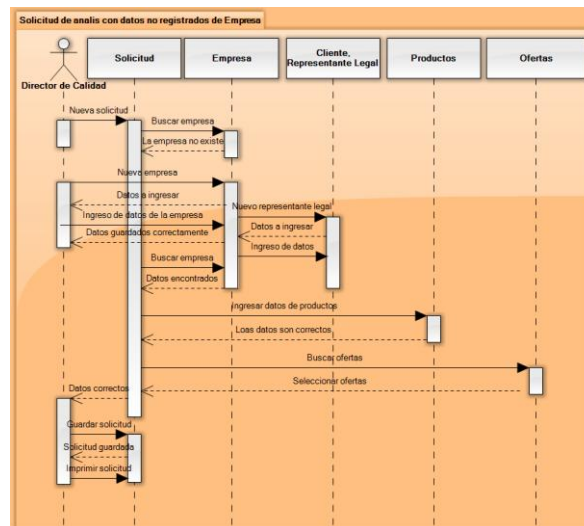 Solicitud de analis con datos no registrados de Empresa
Director de Calidad
Solicitud
Empresa
Cliente,
Representante Legal
Productos
Ofertas
Nueva solicitud
Buscar empresa
La empresa no existe
Nueva empresa
Datos a ingresar
Nuevo representante legal
Ingreso de datos de la empresa
Datos a ingresar
Datos guardados correctamente
Ingreso de datos
Buscar empresa
Datos encontrados
Ingresar datos de productos
Loas datos son correctos
Buscar ofertas
Seleccionar ofertas
Datos correctos
Guardar solicitud
Solicitud guardada
Imprimir solicitud